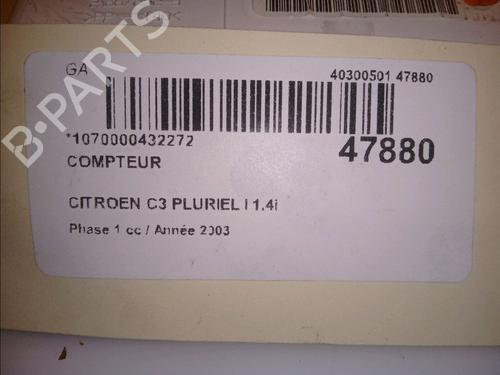 GA
40300501 47880
*1070000432272
47880
COMPTEUR
CITROEN C3 PLURIEL I 1.4i
Phase 1 cc / Année 2003
B-PARTS